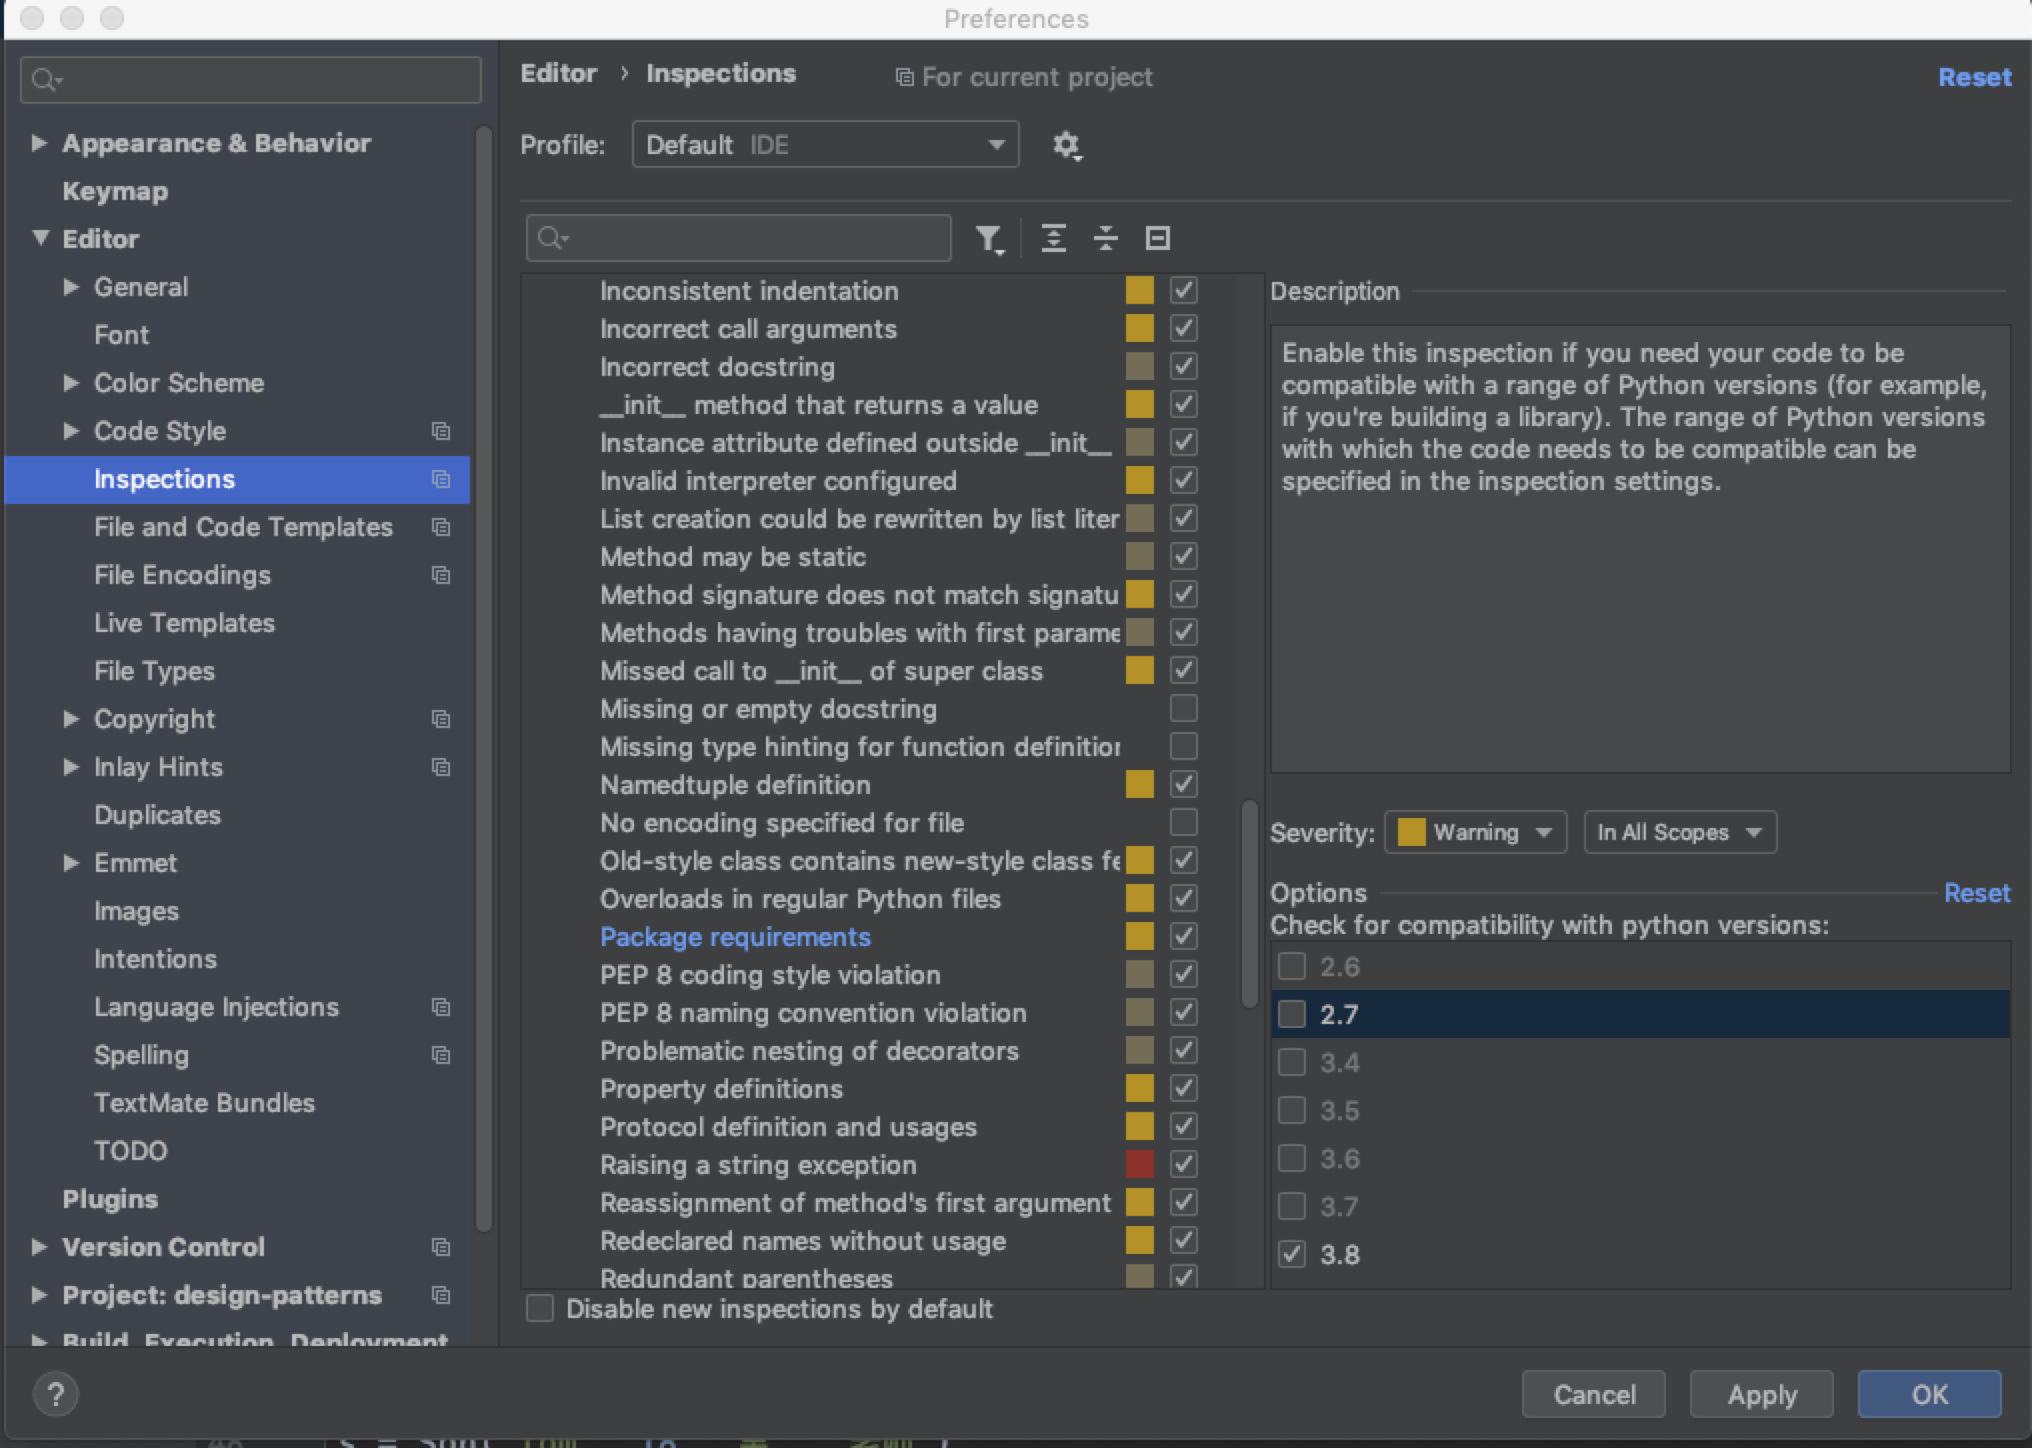 Preferences
Editor › Inspections
For current project
Reset
Profile:
Default IDE
Appearance & Behavior
Keymap
Editor
General
Font
Color Scheme
Code Style
Inspections
File and Code Templates
File Encodings
Live Templates
File Types
Copyright
Inlay Hints
Duplicates
Emmet
Images
Intentions
Language Injections
Spelling
TextMate Bundles
TODO
Plugins
Version Control
Project: design-patterns
Build, Execution, Deployment
Inconsistent indentation
Incorrect call arguments
Incorrect docstring
__init__ method that returns a value
Instance attribute defined outside __init__
Invalid interpreter configured
List creation could be rewritten by list liter
Method may be static
Method signature does not match signatu
Methods having troubles with first parame
Missed call to __init__ of super class
Missing or empty docstring
Missing type hinting for function definition
Namedtuple definition
No encoding specified for file
Old-style class contains new-style class fe
Overloads in regular Python files
Package requirements
PEP 8 coding style violation
PEP 8 naming convention violation
Problematic nesting of decorators
Property definitions
Protocol definition and usages
Raising a string exception
Reassignment of method's first argument
Redeclared names without usage
Redundant parentheses
Disable new inspections by default
Description
Enable this inspection if you need your code to be
compatible with a range of Python versions (for example,
if you're building a library). The range of Python versions
with which the code needs to be compatible can be
specified in the inspection settings.
Severity:
Warning
In All Scopes
Options
Reset
Check for compatibility with python versions:
2.6
2.7
3.4
3.5
3.6
3.7
3.8
?
Cancel
Apply
OK